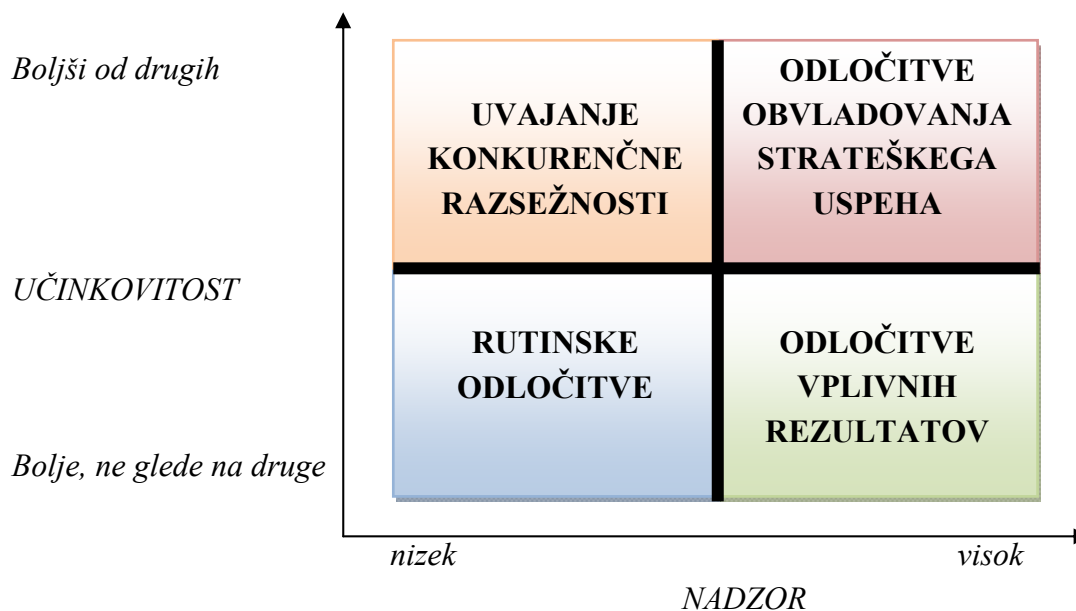 Boljši od drugih
UVAJANJE
KONKURENČNE
RAZSEŽNOSTI
ODLOČITVE
OBVLADOVANJA
STRATEŠKEGA
USPEHA
UČINKOVITOST
RUTINSKE
ODLOČITVE
ODLOČITVE
VPLIVNIH
REZULTATOV
Bolje, ne glede na druge
nizek
visok
NADZOR